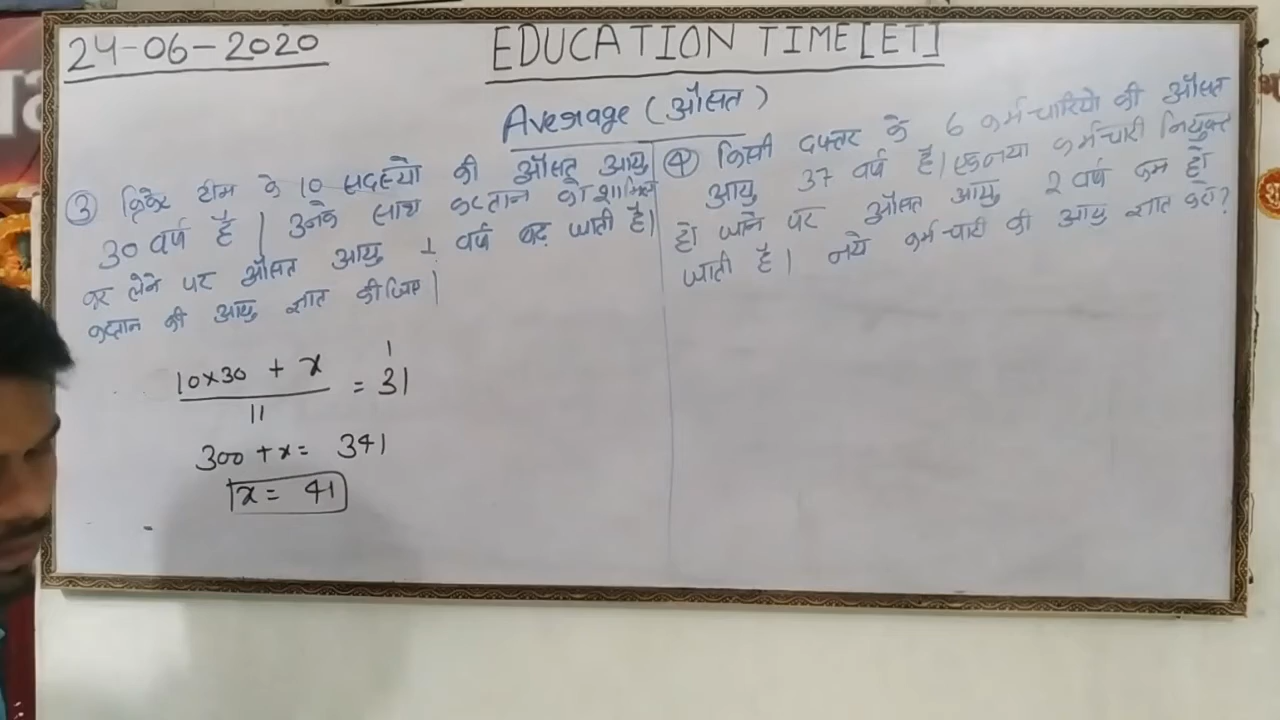 24-06-2020
EDUCATION TIME[ET]
Average (औसत)
③ क्रिकेट टीम के 10 सदस्यो की औसत आयु
30 वर्ष है। उनके साथ कप्तान को शामिल
कर लेने पर औसत आयु 1 वर्ष बढ़ जाती है।
कप्तान की आयु ज्ञात कीजिए।
10x30 + x
11
= 31
1
300 + x = 341
x = 41
④ किसी दफ्तर के 6 कर्मचारियो की औसत
आयु 37 वर्ष है। एक नया कर्मचारी नियुक्त
हो जाने पर औसत आयु 2 वर्ष कम हो
जाती है। नये कर्मचारी की आयु ज्ञात करो?